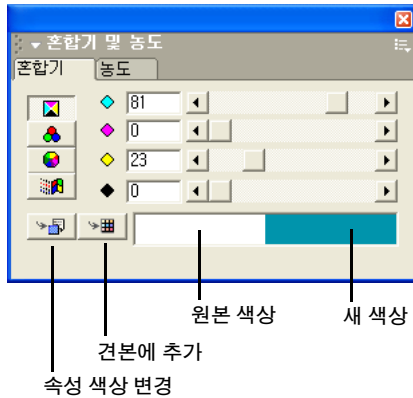 혼합기 및 농도
혼합기 농도
81
0
23
0
원본 색상 새 색상
견본에 추가
속성 색상 변경